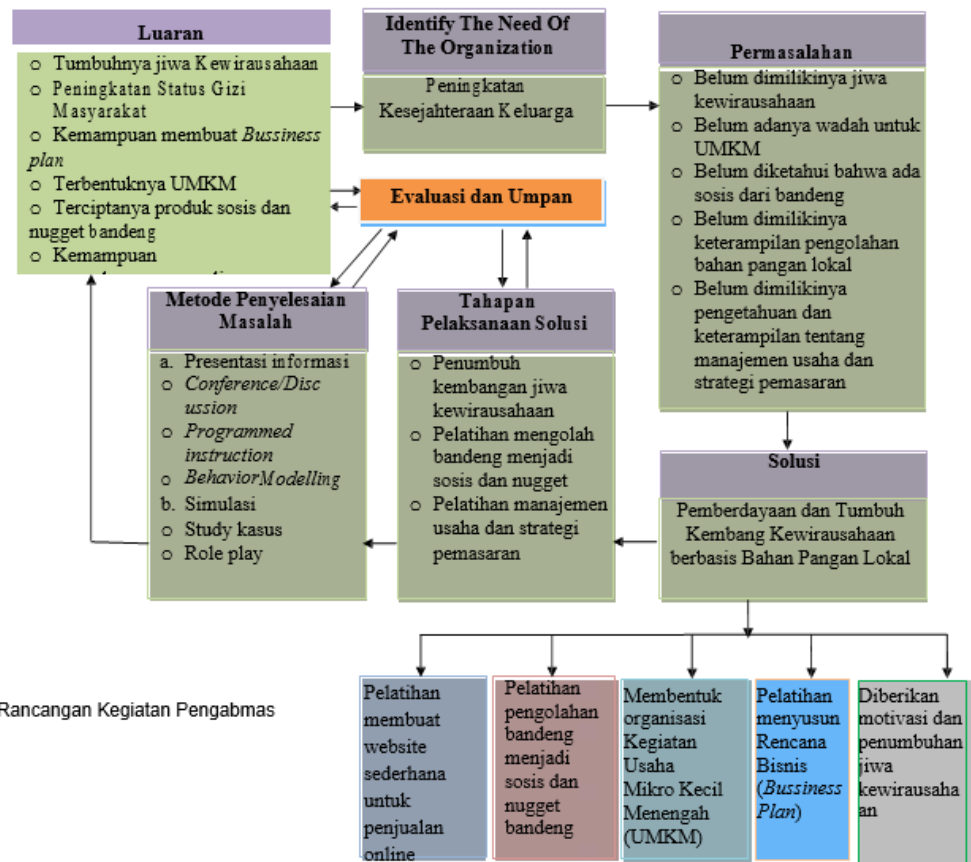 Luaran
o Tumbuhnya jiwa Kewirausahaan
o Peningkatan Status Gizi
Masyarakat
o Kemampuan membuat Bussiness
plan
o Terbentuknya UMKM
o Terciptanya produk sosis dan
nugget bandeng
o Kemampuan
Identify The Need Of
The Organization
Peningkatan
Kesejahteraan Keluarga
Permasalahan
o Belum dimilikinya jiwa
kewirausahaan
o Belum adanya wadah untuk
UMKM
o Belum diketahui bahwa ada
sosis dari bandeng
o Belum dimilikinya
keterampilan pengolahan
bahan pangan lokal
o Belum dimilikinya
pengetahuan dan
keterampilan tentang
manajemen usaha dan
strategi pemasaran
Evaluasi dan Umpan
Metode Penyelesaian
Masalah
a. Presentasi informasi
o Conference/Disc
ussion
o Programmed
instruction
o BehaviorModelling
b. Simulasi
o Study kasus
o Role play
Tahapan
Pelaksanaan Solusi
o Penumbuh
kembangan jiwa
kewirausahaan
o Pelatihan mengolah
bandeng menjadi
sosis dan nugget
o Pelatihan manajemen
usaha dan strategi
pemasaran
Solusi
Pemberdayaan dan Tumbuh
Kembang Kewirausahaan
berbasis Bahan Pangan Lokal
Rancangan Kegiatan Pengabmas
Pelatihan
membuat
website
sederhana
untuk
penjualan
online
Pelatihan
pengolahan
bandeng
menjadi
sosis dan
nugget
bandeng
Membentuk
organisasi
Kegiatan
Usaha
Mikro Kecil
Menengah
(UMKM)
Pelatihan
menyusun
Rencana
Bisnis
(Bussiness
Plan)
Diberikan
motivasi dan
penumbuhan
jiwa
kewirausaha
an